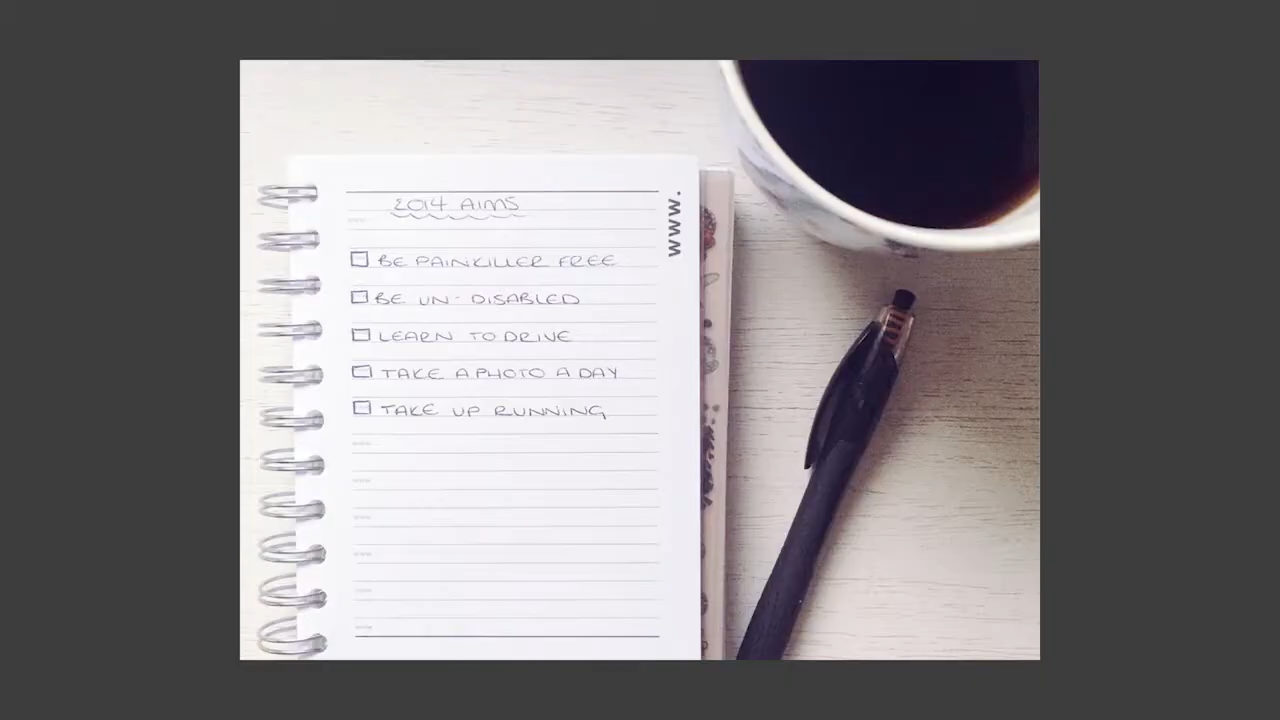 www.
2014 AIMS
BE PAINKILLER FREE
BE UN-DISABLED
LEARN TO DRIVE
TAKE A PHOTO A DAY
TAKE UP RUNNING